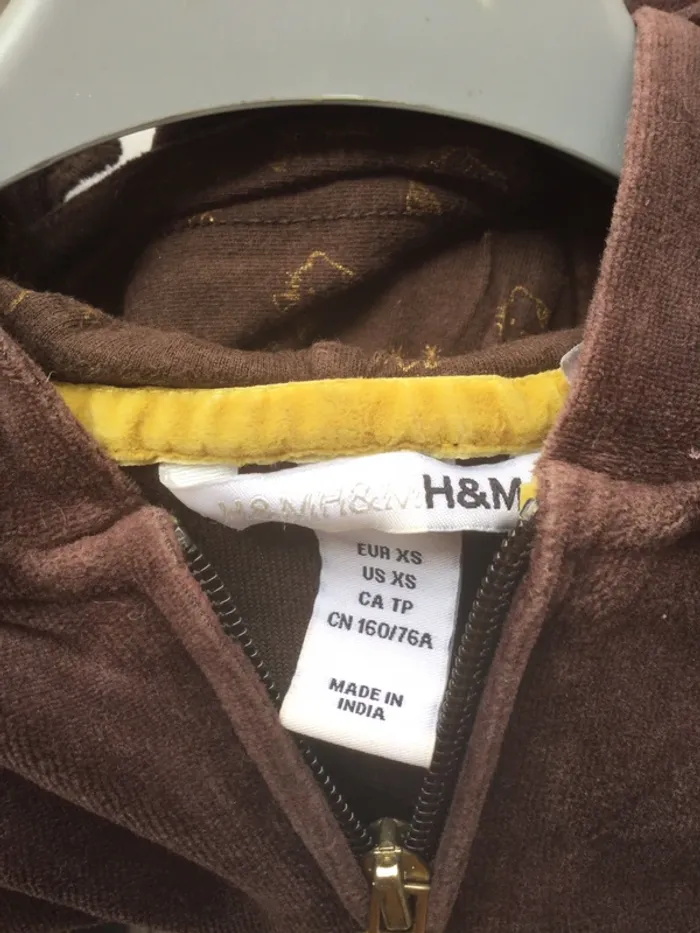 H&M H&M H&M
EUR XS
US XS
CA TP
CN 160/76A
MADE IN
INDIA